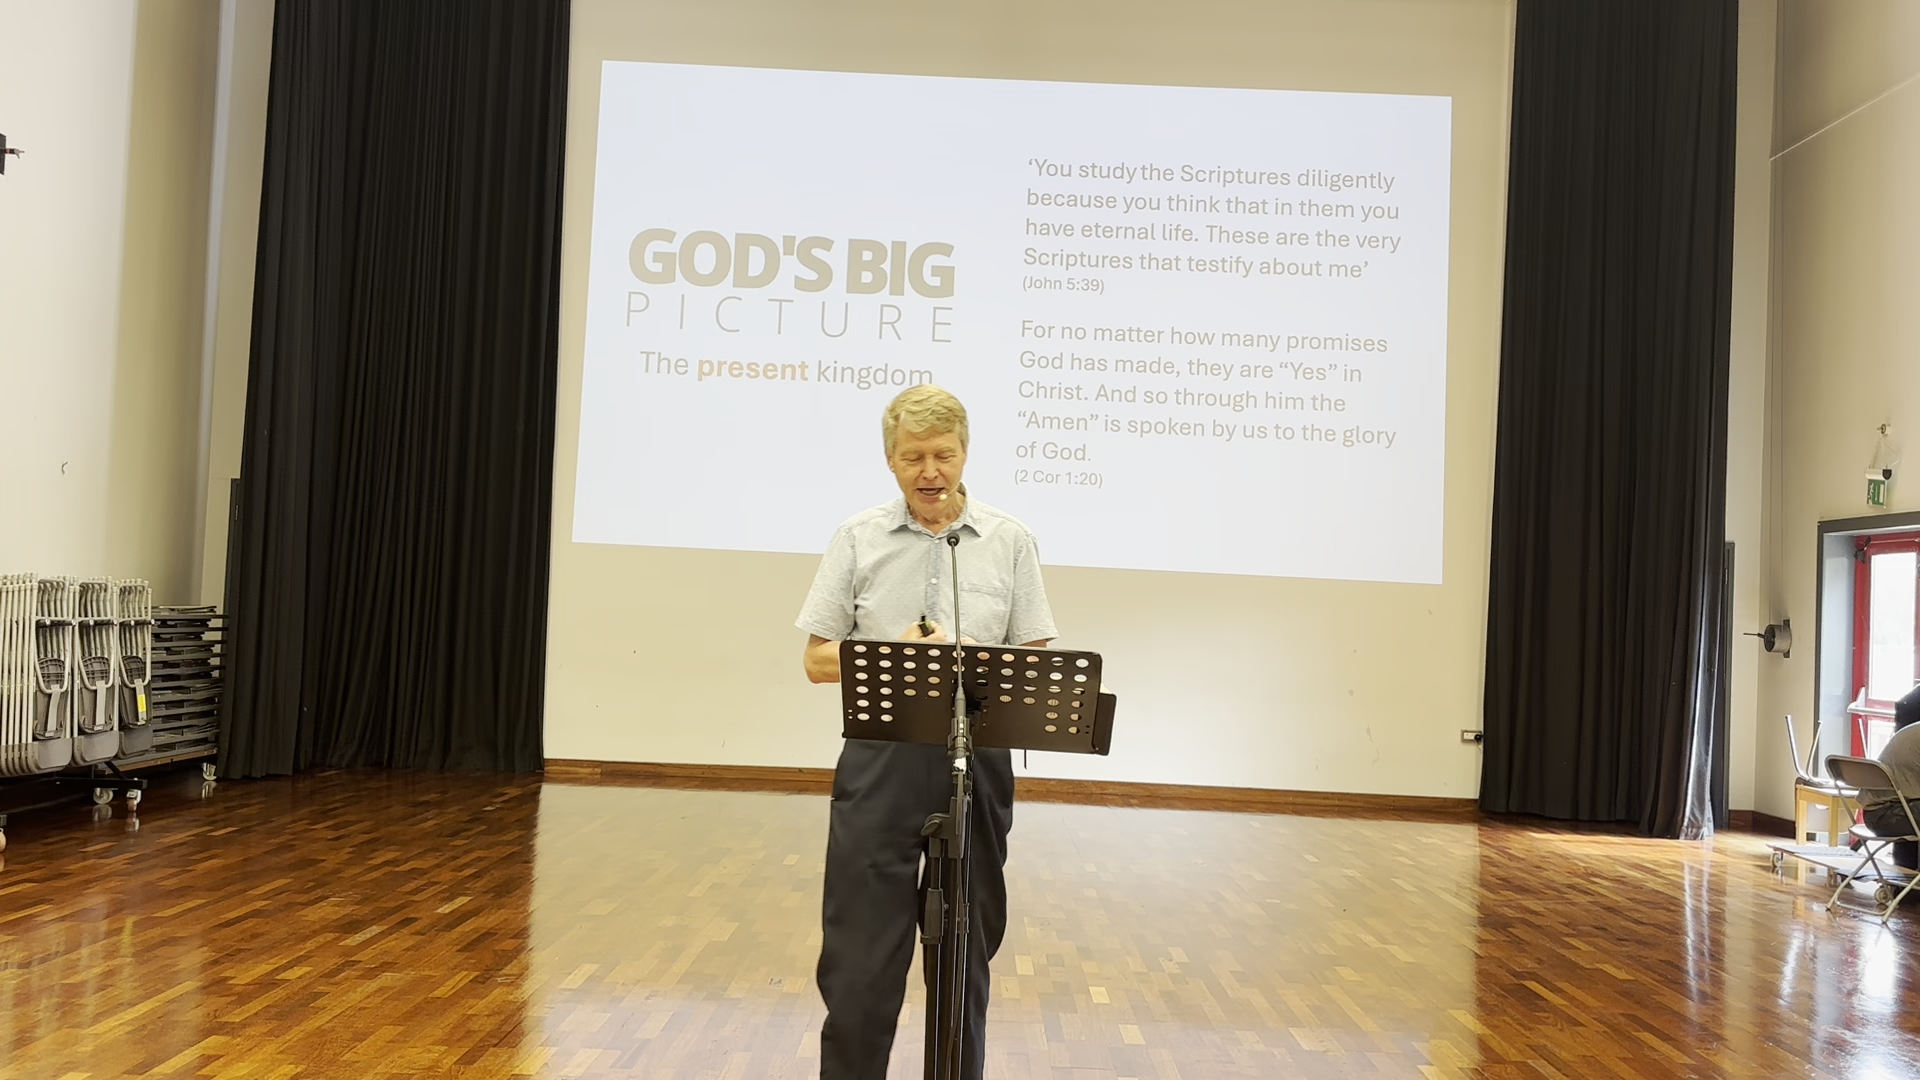 GOD'S BIG
PICTURE
The present kingdom
‘You study the Scriptures diligently
because you think that in them you
have eternal life. These are the very
Scriptures that testify about me’
(John 5:39)
For no matter how many promises
God has made, they are “Yes” in
Christ. And so through him the
“Amen” is spoken by us to the glory
of God.
(2 Cor 1:20)